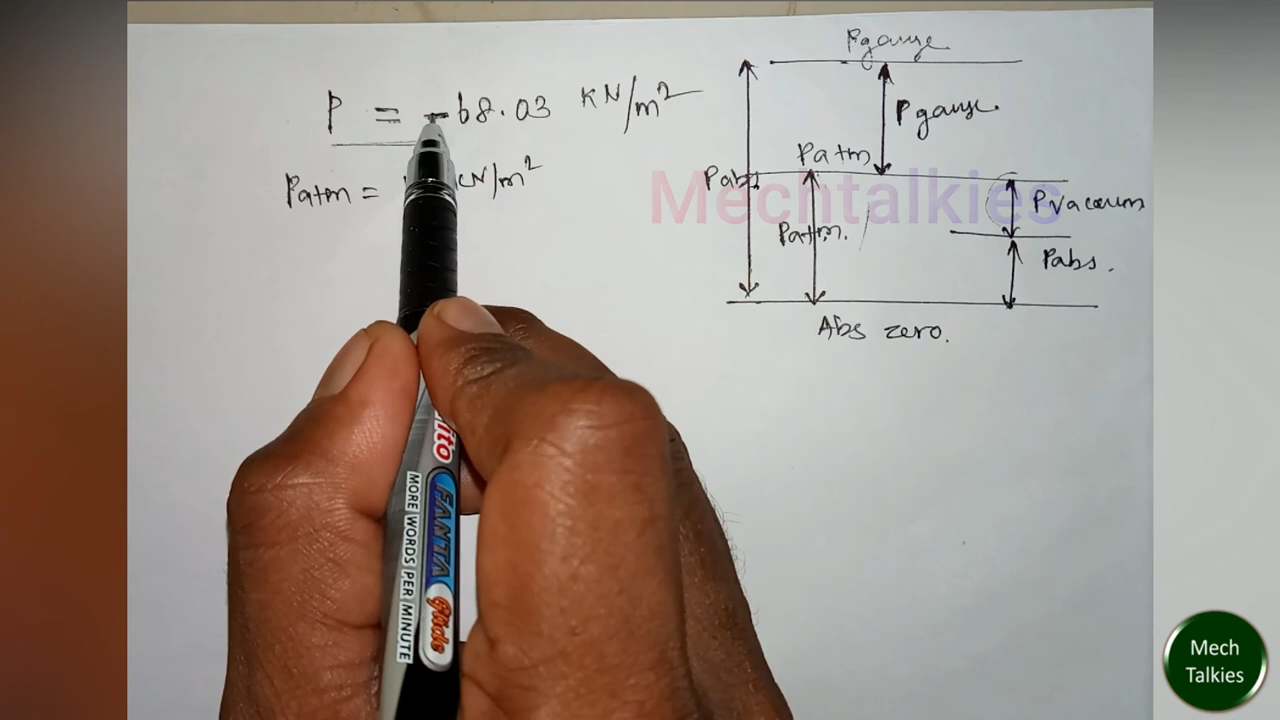 P = -68.03 KN/m²
Patm = KN/m²
Pgauge
Pgauge
Patm
Pabs
Patm.
Pvacuum
Pabs.
Abs zero.
Mechtalkies
FANTA
Glide
MORE WORDS PER MINUTE
Mech
Talkies